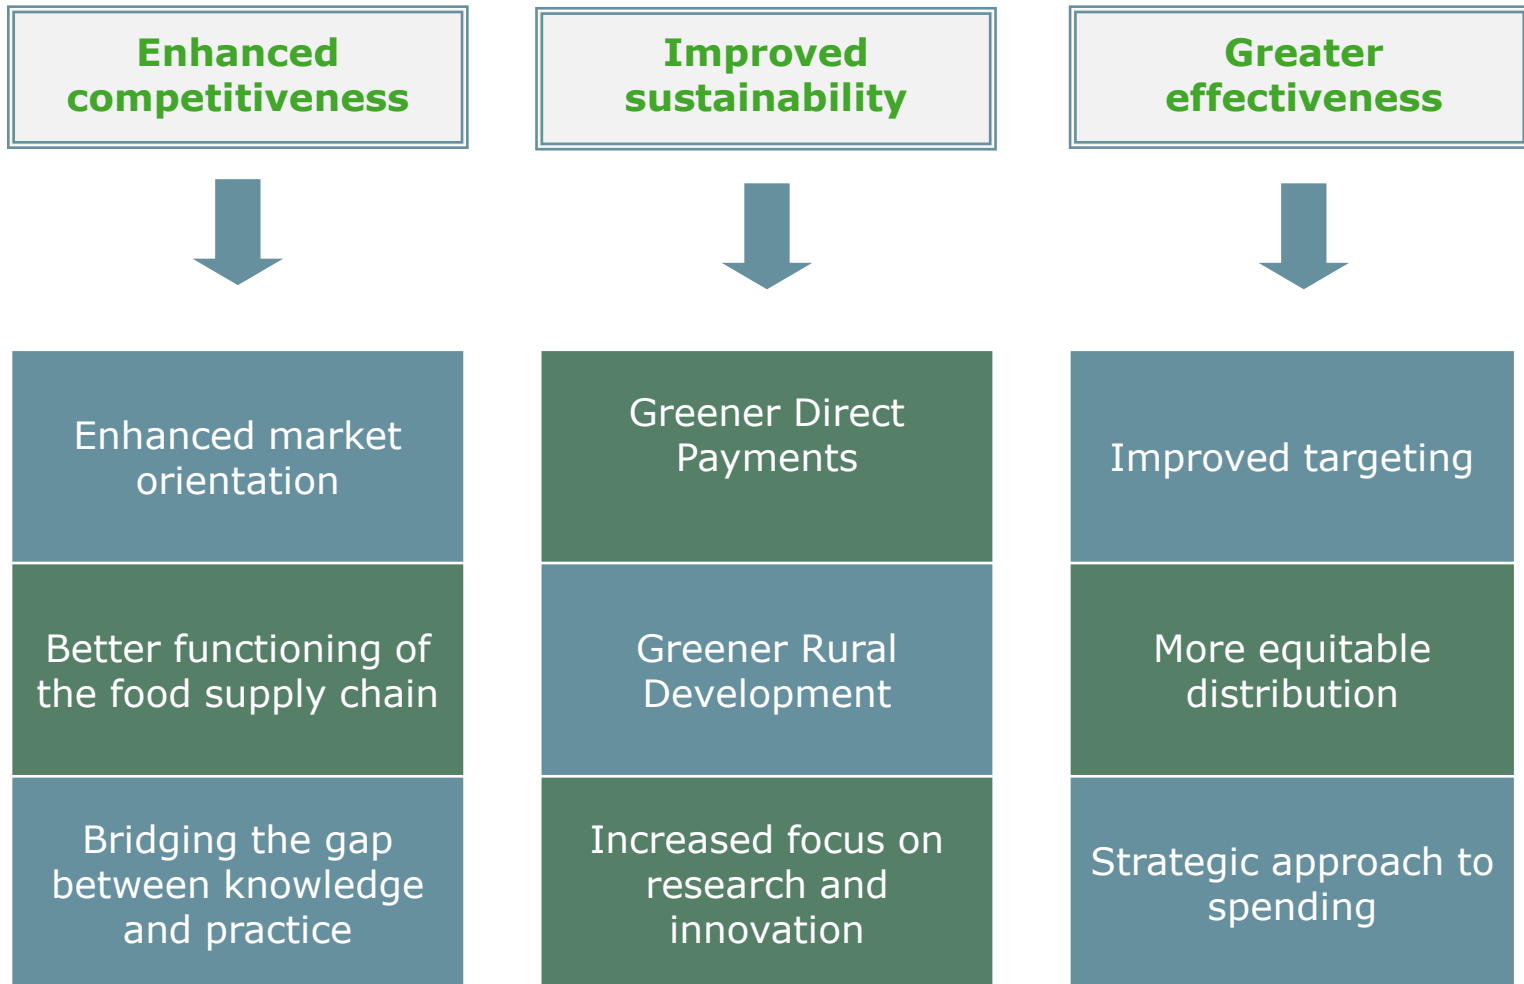 Enhanced
competitiveness
Improved
sustainability
Greater
effectiveness
Enhanced market
orientation
Greener Direct
Payments
Improved targeting
Better functioning of
the food supply chain
Greener Rural
Development
More equitable
distribution
Bridging the gap
between knowledge
and practice
Increased focus on
research and
innovation
Strategic approach to
spending